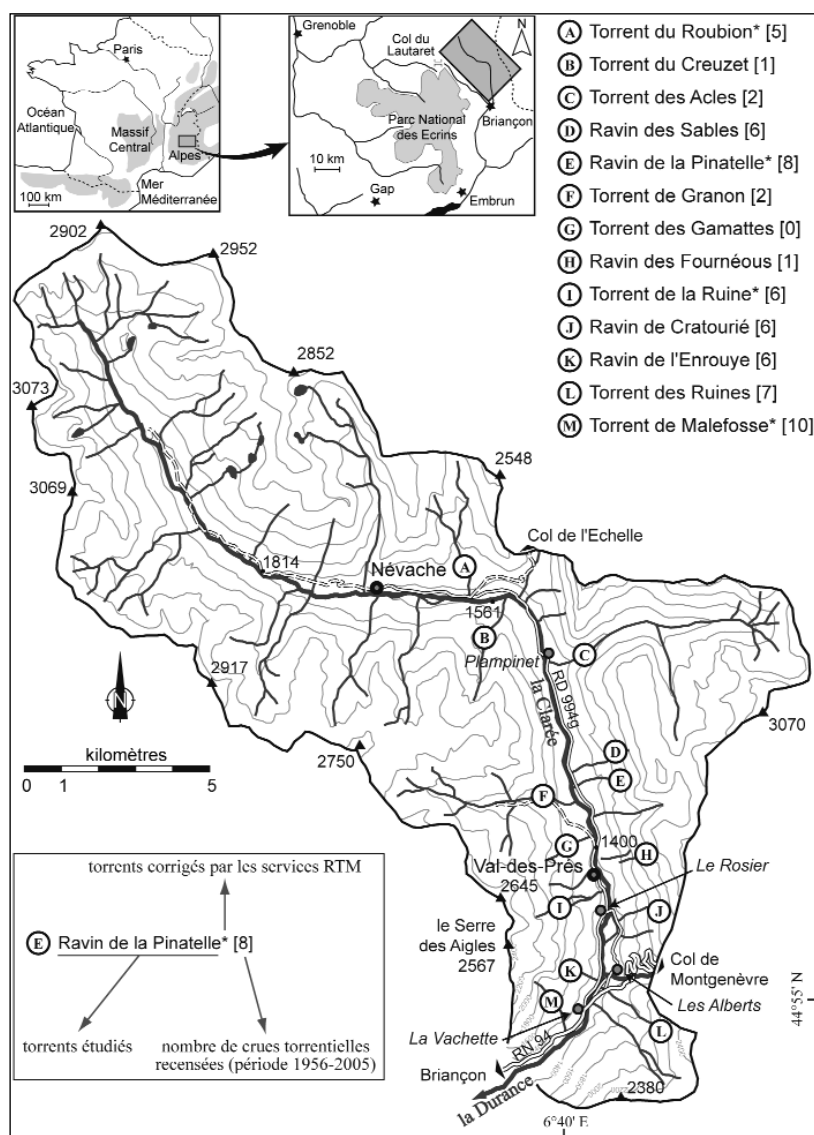 Paris
Océan
Atlantique
Massif
Central
Alpes
Mer
Méditerranée
100 km
Grenoble
Col du
Lautaret
N
Parc National
des Ecrins
Briançon
10 km
Gap
Embrun
A Torrent du Roubion* [5]
B Torrent du Creuzet [1]
C Torrent des Acles [2]
D Ravin des Sables [6]
E Ravin de la Pinatelle* [8]
F Torrent de Granon [2]
G Torrent des Gamattes [0]
H Ravin des Fournéous [1]
I Torrent de la Ruine* [6]
J Ravin de Cratourié [6]
K Ravin de l'Enrouye [6]
L Torrent des Ruines [7]
M Torrent de Malefosse* [10]
2902
2952
2852
3073
3069
2548
Col de l'Echelle
1814
Névache
A
1561
B
Plampinet
C
2917
la Clarée
RD 994g
3070
N
kilomètres
0 1 5
2750
D
E
F
1400
G
H
Val-des-Près
2645
Le Rosier
I
J
le Serre
des Aigles
2567
Col de
Montgenèvre
K
Les Alberts
M
La Vachette
L
RN 94
Briançon
la Durance
2380
44°55' N
6°40' E
torrents corrigés par les services RTM
E Ravin de la Pinatelle* [8]
torrents étudiés
nombre de crues torrentielles
recensées (période 1956-2005)